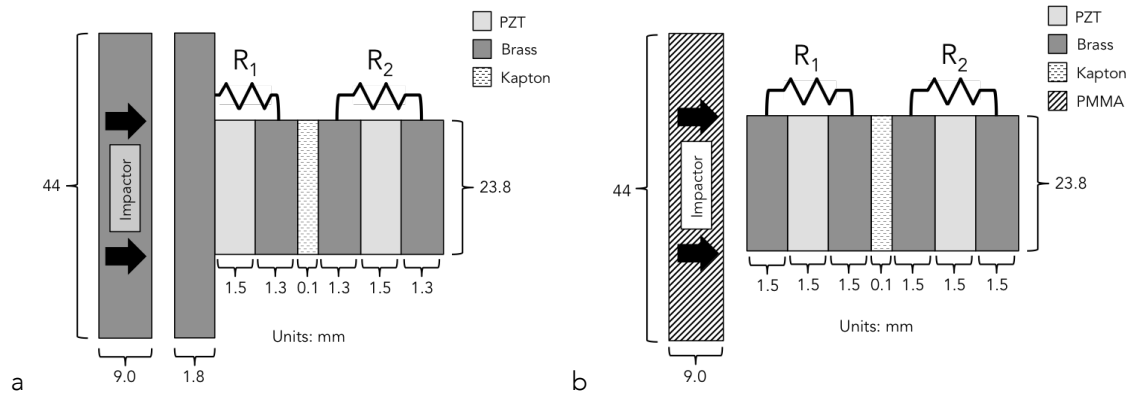 PZT
Brass
Kapton
R1
R2
44
Impactor
23.8
1.5
1.3
0.1
1.3
1.5
1.3
Units: mm
9.0
1.8
a
PZT
Brass
Kapton
PMMA
R1
R2
44
Impactor
23.8
1.5
1.5
1.5
0.1
1.5
1.5
1.5
Units: mm
9.0
b